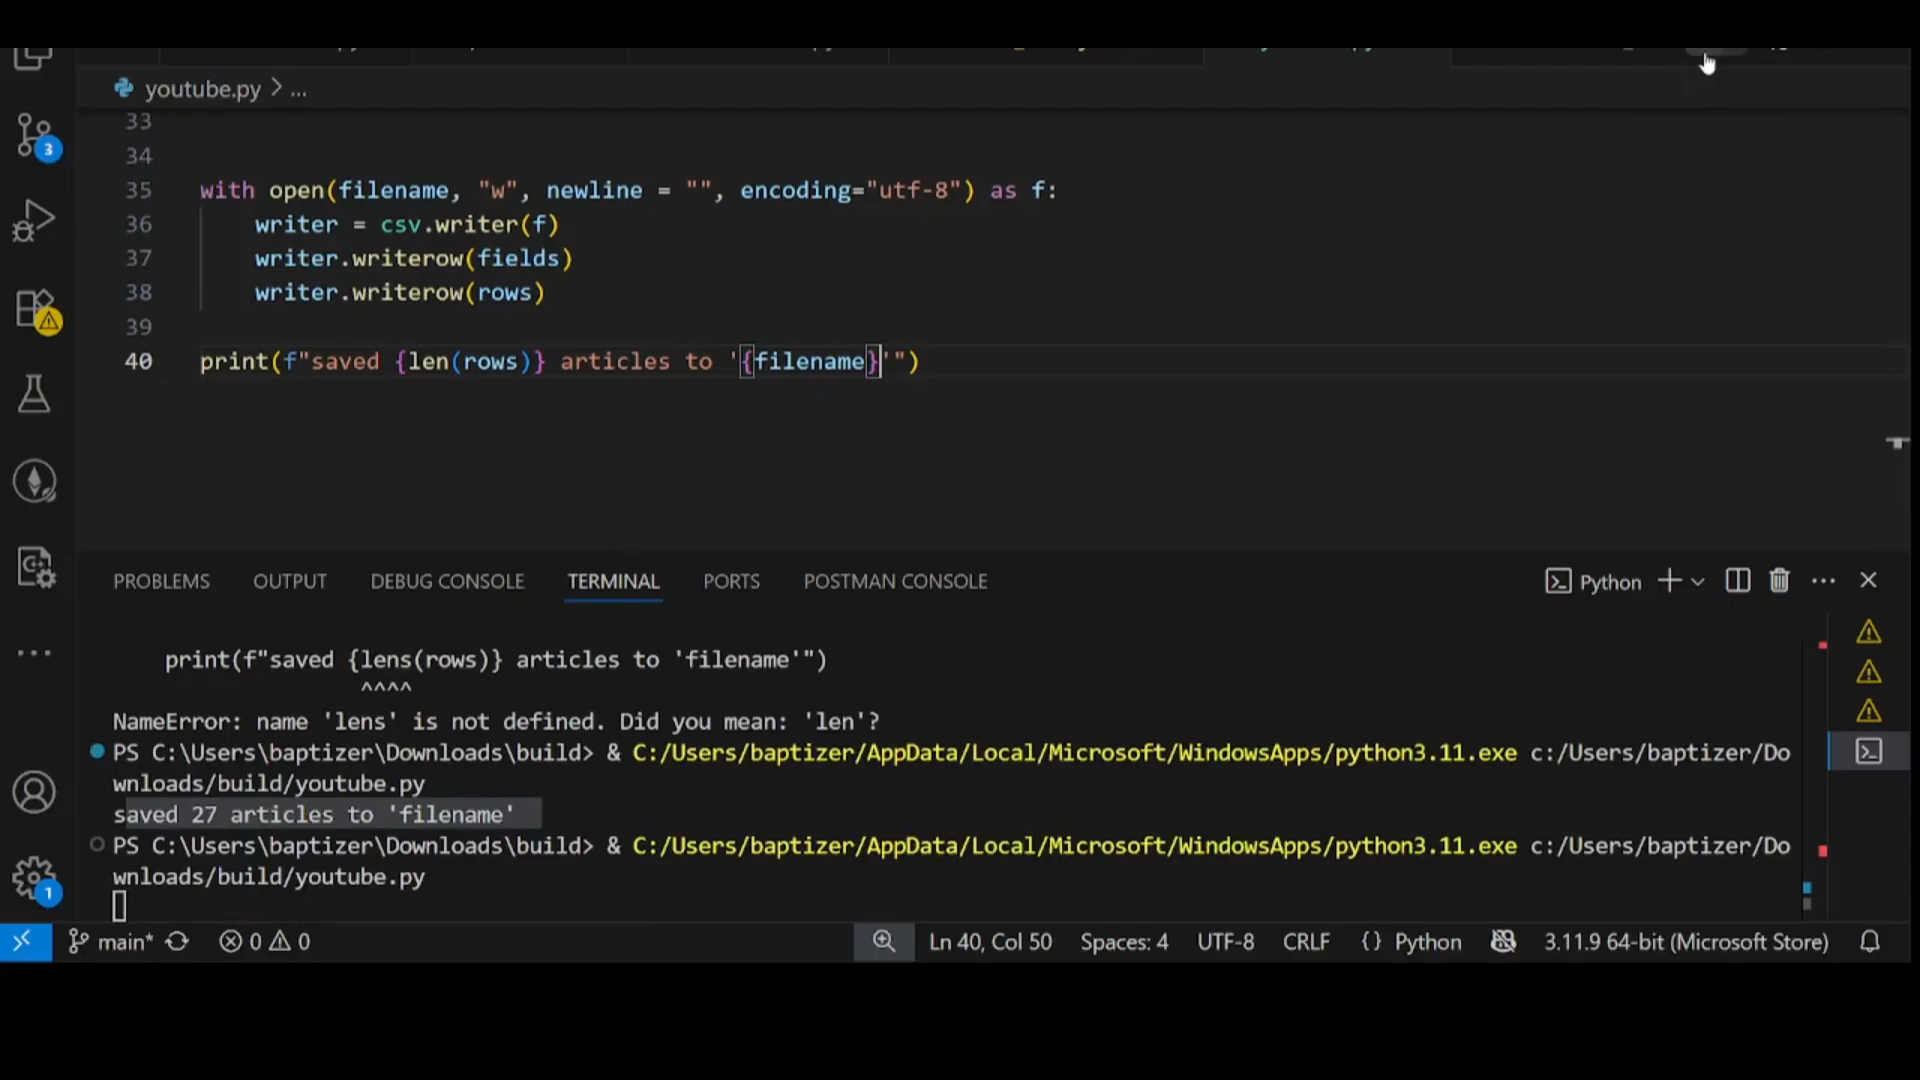 youtube.py > ...
33
34
35 with open(filename, "w", newline = "", encoding="utf-8") as f:
36 writer = csv.writer(f)
37 writer.writerow(fields)
38 writer.writerow(rows)
39
40 print(f"saved {len(rows)} articles to '{filename}'")
3
PROBLEMS OUTPUT DEBUG CONSOLE TERMINAL PORTS POSTMAN CONSOLE Python
print(f"saved {lens(rows)} articles to 'filename'")
^^^^
NameError: name 'lens' is not defined. Did you mean: 'len'?
PS C:\Users\baptizer\Downloads\build> & C:/Users/baptizer/AppData/Local/Microsoft/WindowsApps/python3.11.exe c:/Users/baptizer/Do
wnloads/build/youtube.py
saved 27 articles to 'filename'
PS C:\Users\baptizer\Downloads\build> & C:/Users/baptizer/AppData/Local/Microsoft/WindowsApps/python3.11.exe c:/Users/baptizer/Do
wnloads/build/youtube.py
1
main* 0 0 Ln 40, Col 50 Spaces: 4 UTF-8 CRLF {} Python 3.11.9 64-bit (Microsoft Store)